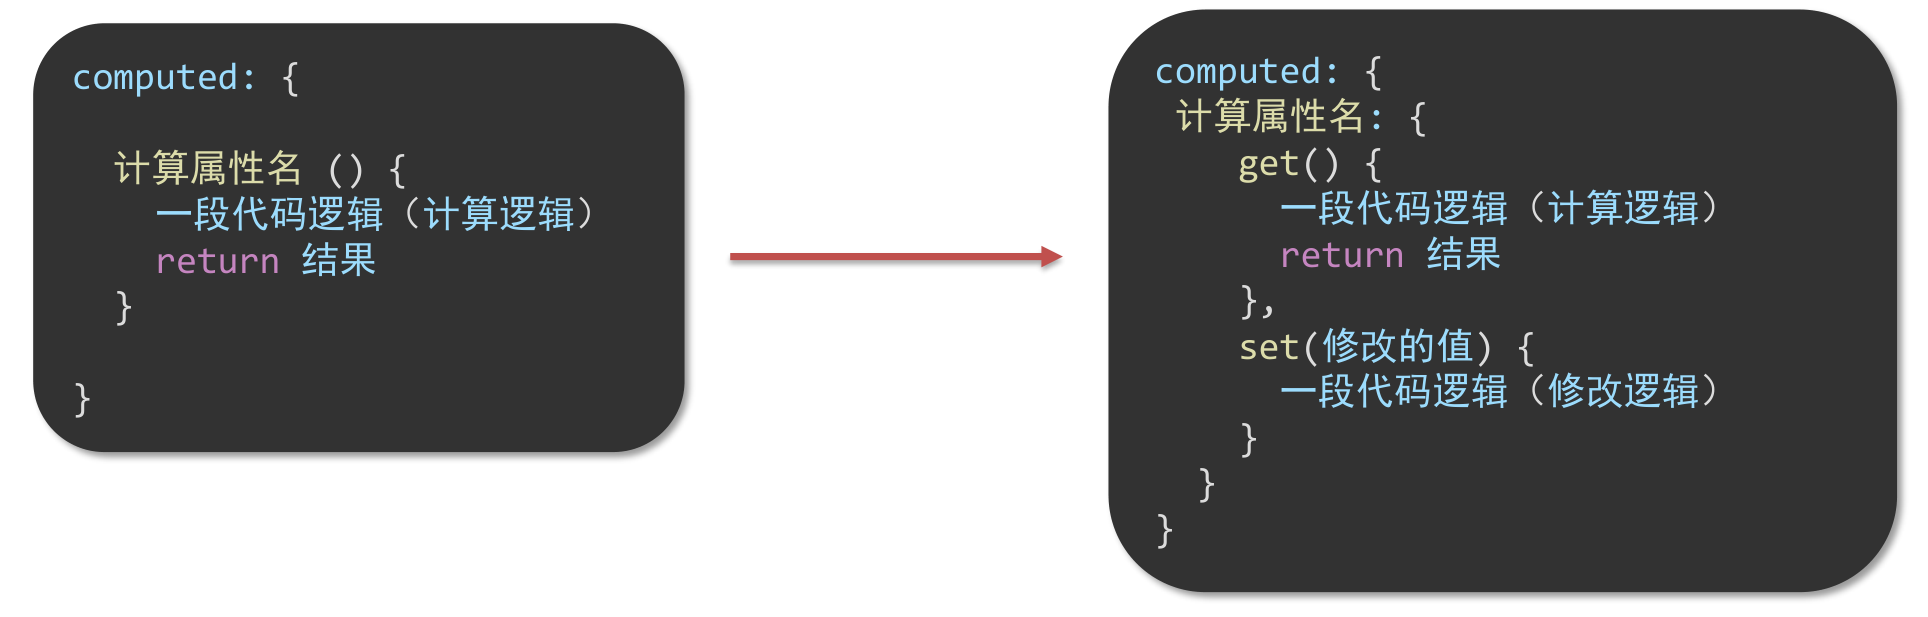 computed: {
计算属性名 () {
一段代码逻辑（计算逻辑）
return 结果
}
}
computed: {
计算属性名: {
get() {
一段代码逻辑（计算逻辑）
return 结果
},
set(修改的值) {
一段代码逻辑（修改逻辑）
}
}
}